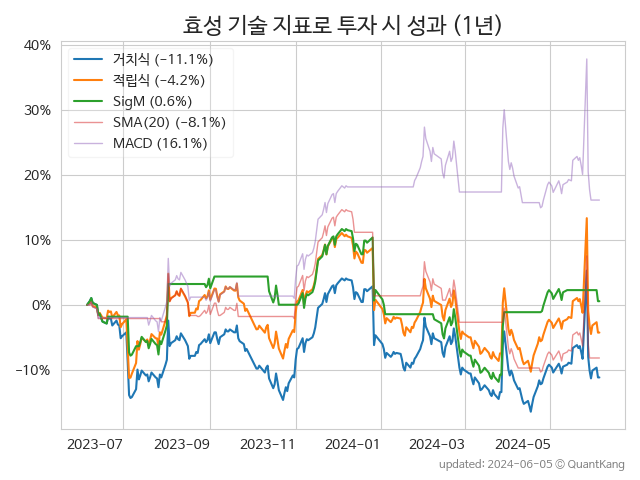 효성 기술 지표로 투자 시 성과 (1년)
40%
30%
20%
10%
0%
−10%
거치식 (−11.1%)
적립식 (−4.2%)
SigM (0.6%)
SMA(20) (−8.1%)
MACD (16.1%)
2023-07 2023-09 2023-11 2024-01 2024-03 2024-05
updated: 2024-06-05 ⓒ QuantKang